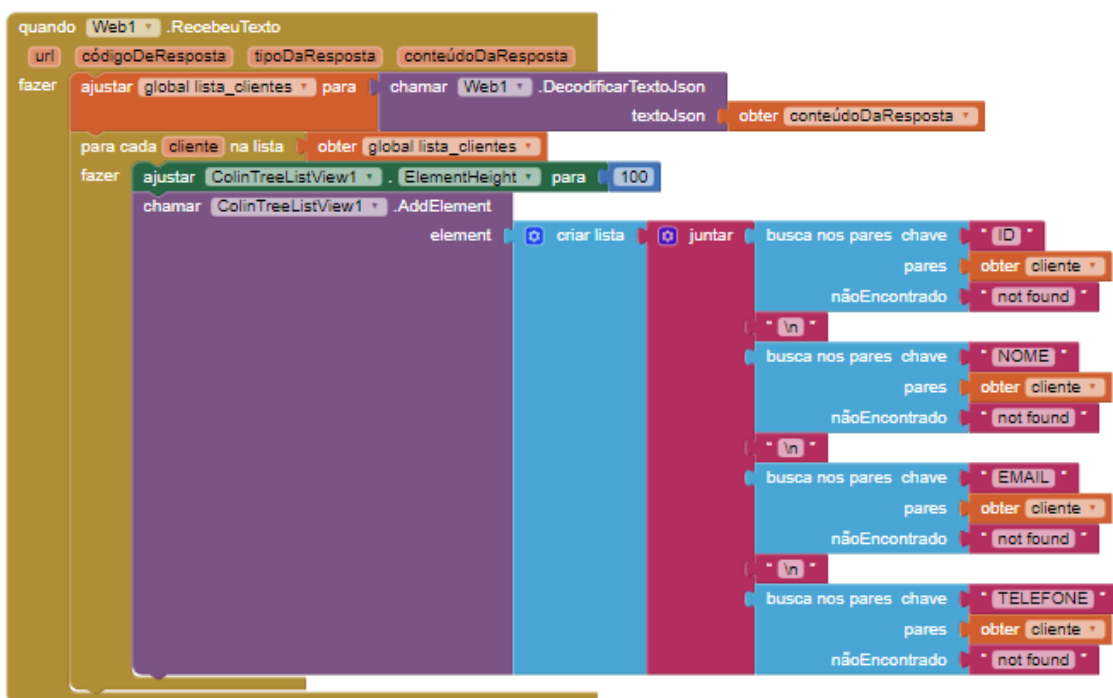 quando Web1 .RecebeuTexto
url códigoDeResposta tipoDaResposta conteúdoDaResposta
fazer ajustar global lista_clientes para chamar Web1 .DecodificarTextoJson
textoJson obter conteúdoDaResposta
para cada cliente na lista obter global lista_clientes
fazer ajustar ColinTreeListView1 . ElementHeight para 100
chamar ColinTreeListView1 .AddElement
element criar lista juntar busca nos pares chave " ID "
pares obter cliente
nãoEncontrado " not found "
" \n "
busca nos pares chave " NOME "
pares obter cliente
nãoEncontrado " not found "
" \n "
busca nos pares chave " EMAIL "
pares obter cliente
nãoEncontrado " not found "
" \n "
busca nos pares chave " TELEFONE "
pares obter cliente
nãoEncontrado " not found "